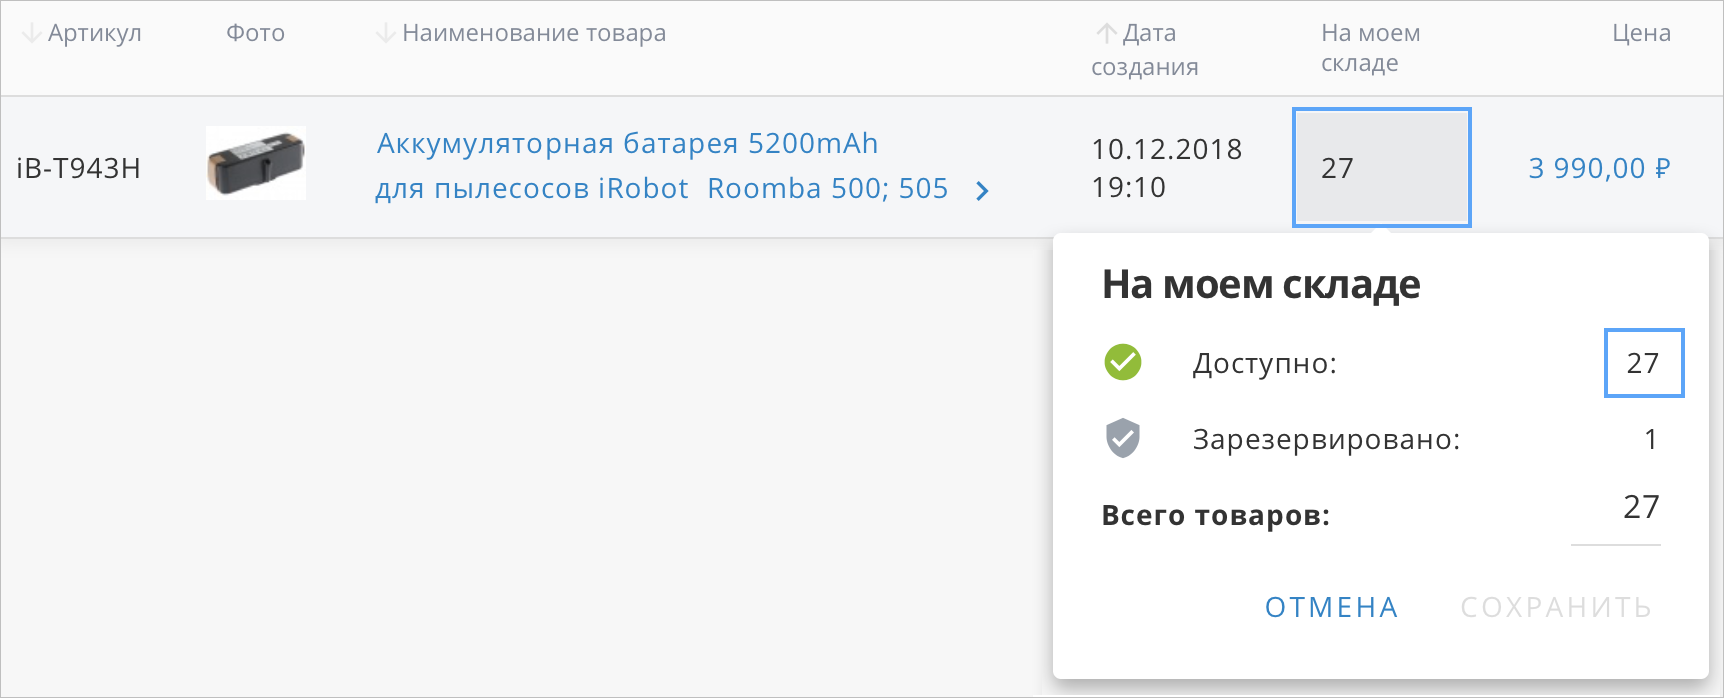 Артикул
Фото
Наименование товара
Дата
создания
На моем
складе
Цена
iB-T943H
Аккумуляторная батарея 5200mAh
для пылесосов iRobot Roomba 500; 505
10.12.2018
19:10
27
3 990,00 ₽
На моем складе
Доступно: 27
Зарезервировано: 1
Всего товаров: 27
ОТМЕНА СОХРАНИТЬ